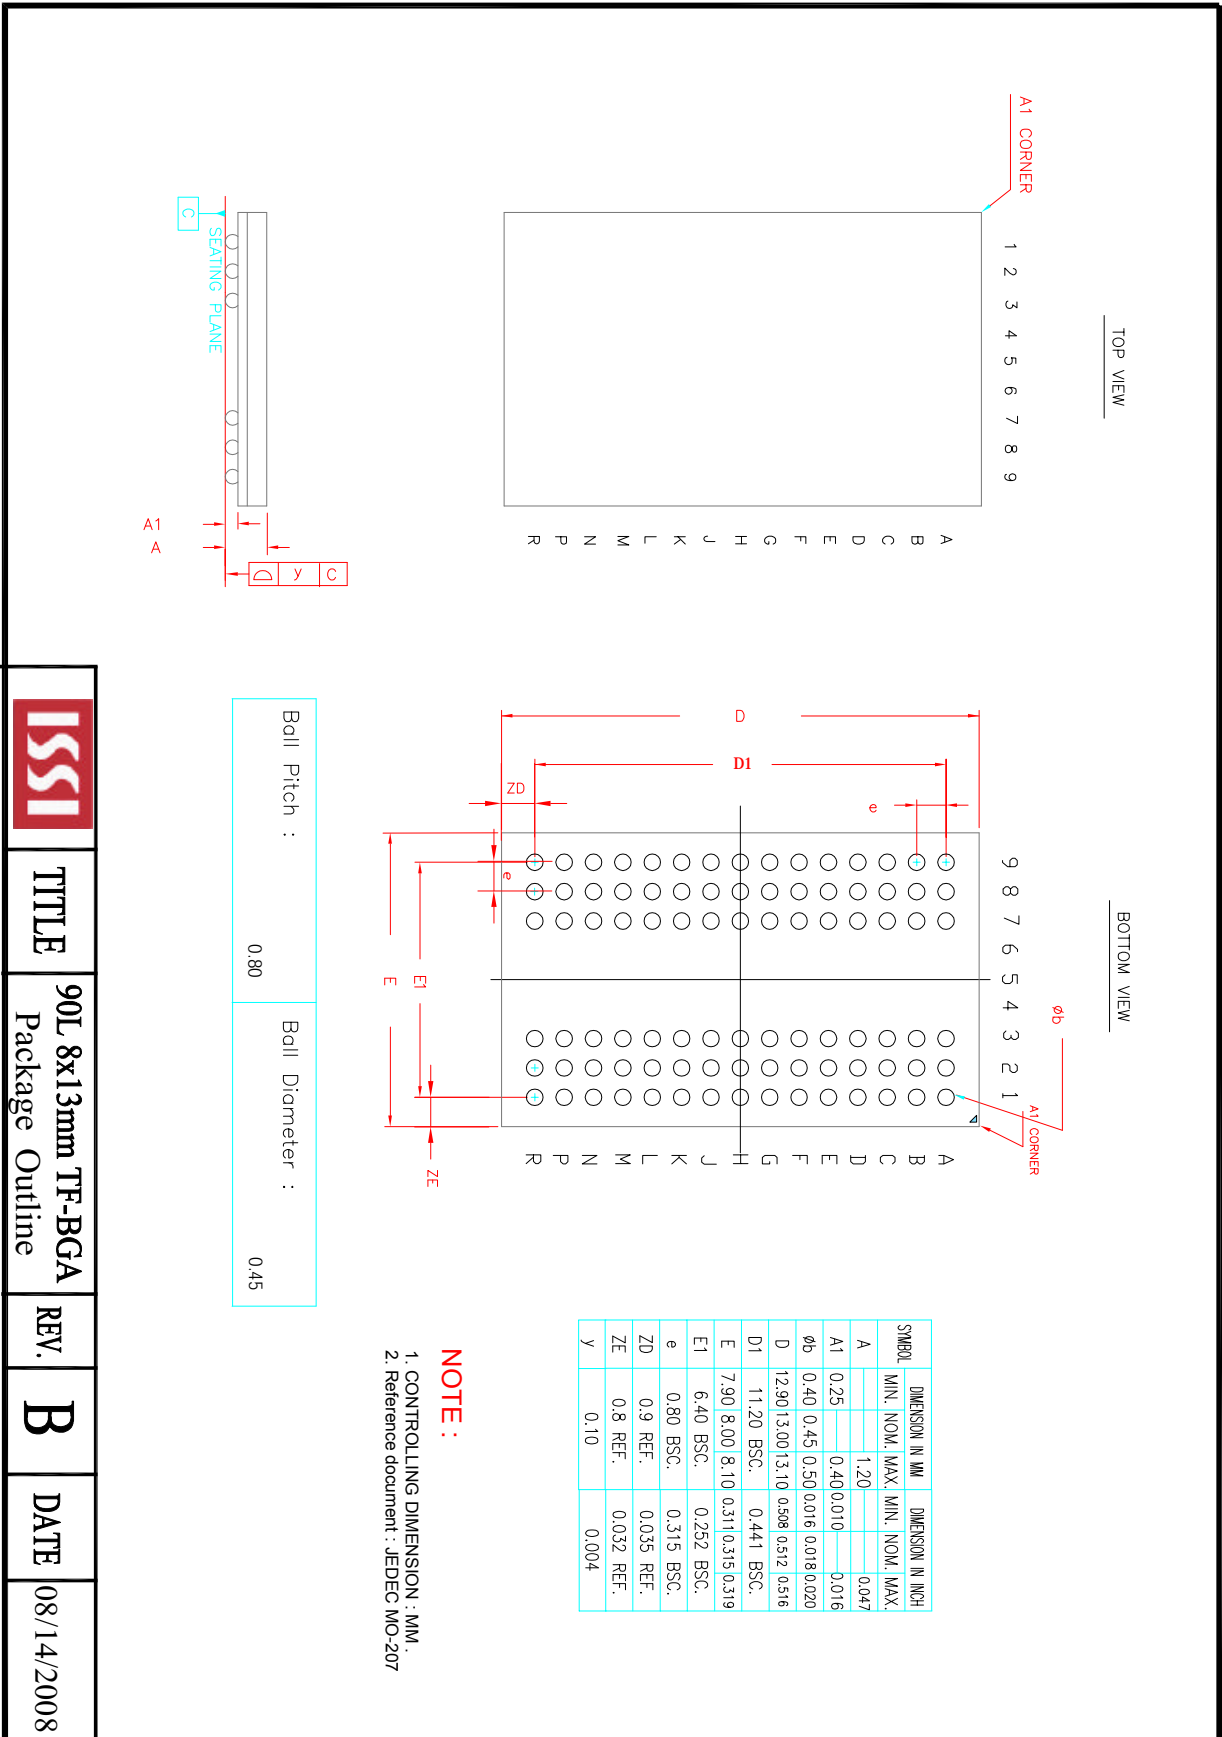 TOP VIEW
A1 CORNER
1 2 3 4 5 6 7 8 9
A
B
C
D
E
F
G
H
J
K
L
M
N
P
R
SEATING PLANE
C
A1
A
y C
BOTTOM VIEW
Øb
A1 CORNER
9 8 7 6 5 4 3 2 1
A
B
C
D
E
F
G
H
J
K
L
M
N
P
R
D
D1
ZD
e
e
E1
E
ZE
Ball Pitch :
0.80
Ball Diameter :
0.45
SYMBOL DIMENSION IN MM DIMENSION IN INCH
MIN. NOM. MAX. MIN. NOM. MAX.
A 1.20 0.047
A1 0.25 0.40 0.010 0.016
Øb 0.40 0.45 0.50 0.016 0.018 0.020
D 12.90 13.00 13.10 0.508 0.512 0.516
D1 11.20 BSC. 0.441 BSC.
E 7.90 8.00 8.10 0.311 0.315 0.319
E1 6.40 BSC. 0.252 BSC.
e 0.80 BSC. 0.315 BSC.
ZD 0.9 REF. 0.035 REF.
ZE 0.8 REF. 0.032 REF.
y 0.10 0.004
NOTE :
1. CONTROLLING DIMENSION : MM .
2. Reference document : JEDEC MO-207
ISSI
TITLE
90L 8x13mm TF-BGA
Package Outline
REV.
B
DATE
08/14/2008